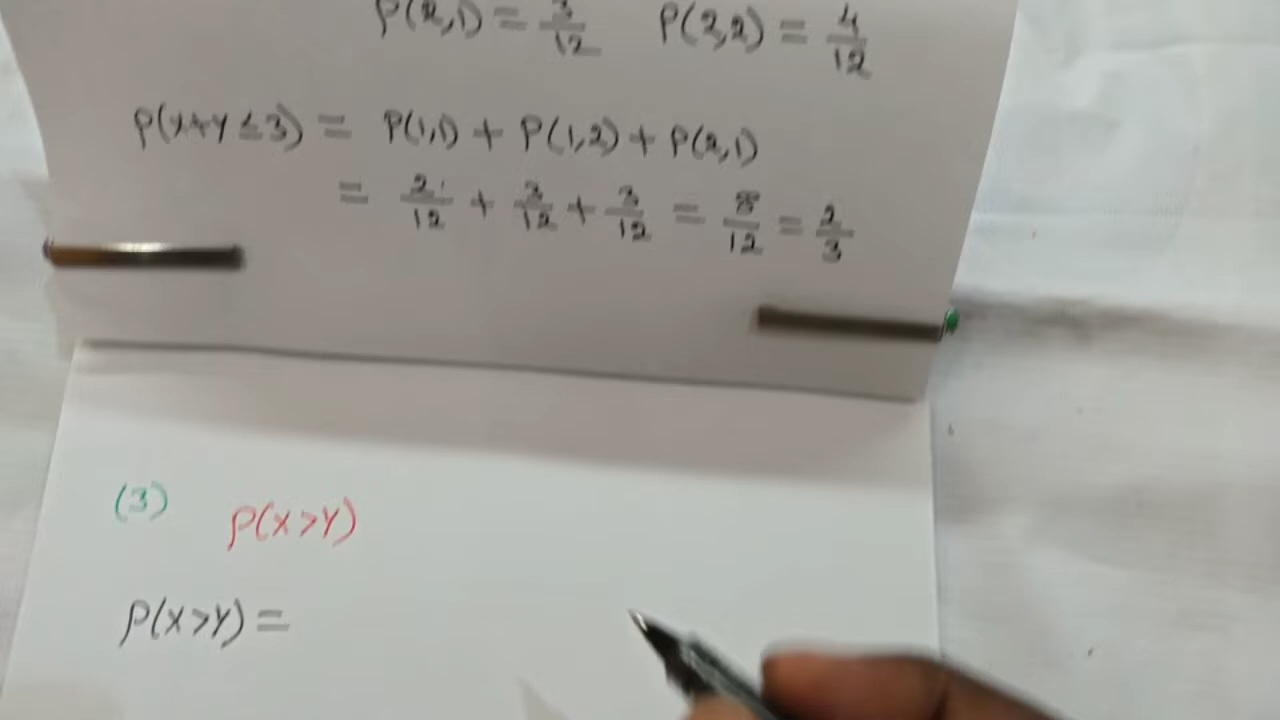 P(2,1) = 3/12 P(2,2) = 4/12
P(X+Y ≤ 3) = P(1,1) + P(1,2) + P(2,1)
= 2/12 + 3/12 + 3/12 = 8/12 = 2/3
(3) P(X>Y)
P(X>Y) =